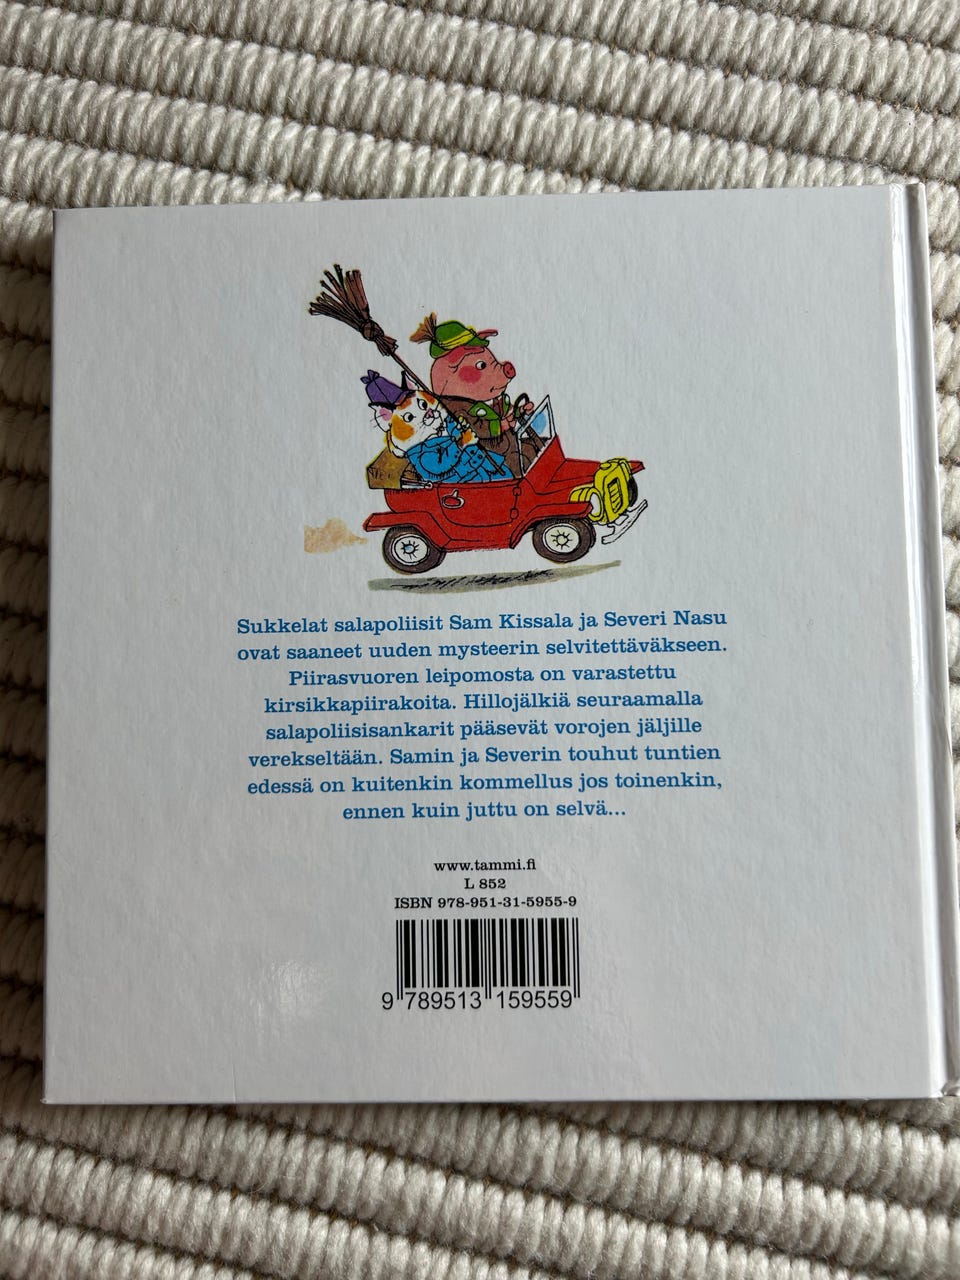 Sukkelat salapoliisit Sam Kissala ja Severi Nasu
ovat saaneet uuden mysteerin selvitettäväkseen.
Piirasvuoren leipomosta on varastettu
kirsikkapiirakoita. Hillojälkiä seuraamalla
salapoliisisankarit pääsevät vorojen jäljille
verekseltään. Samin ja Severin touhut tuntien
edessä on kuitenkin kommellus jos toinenkin,
ennen kuin juttu on selvä...
www.tammi.fi
L 852
ISBN 978-951-31-5955-9
9 789513 159559